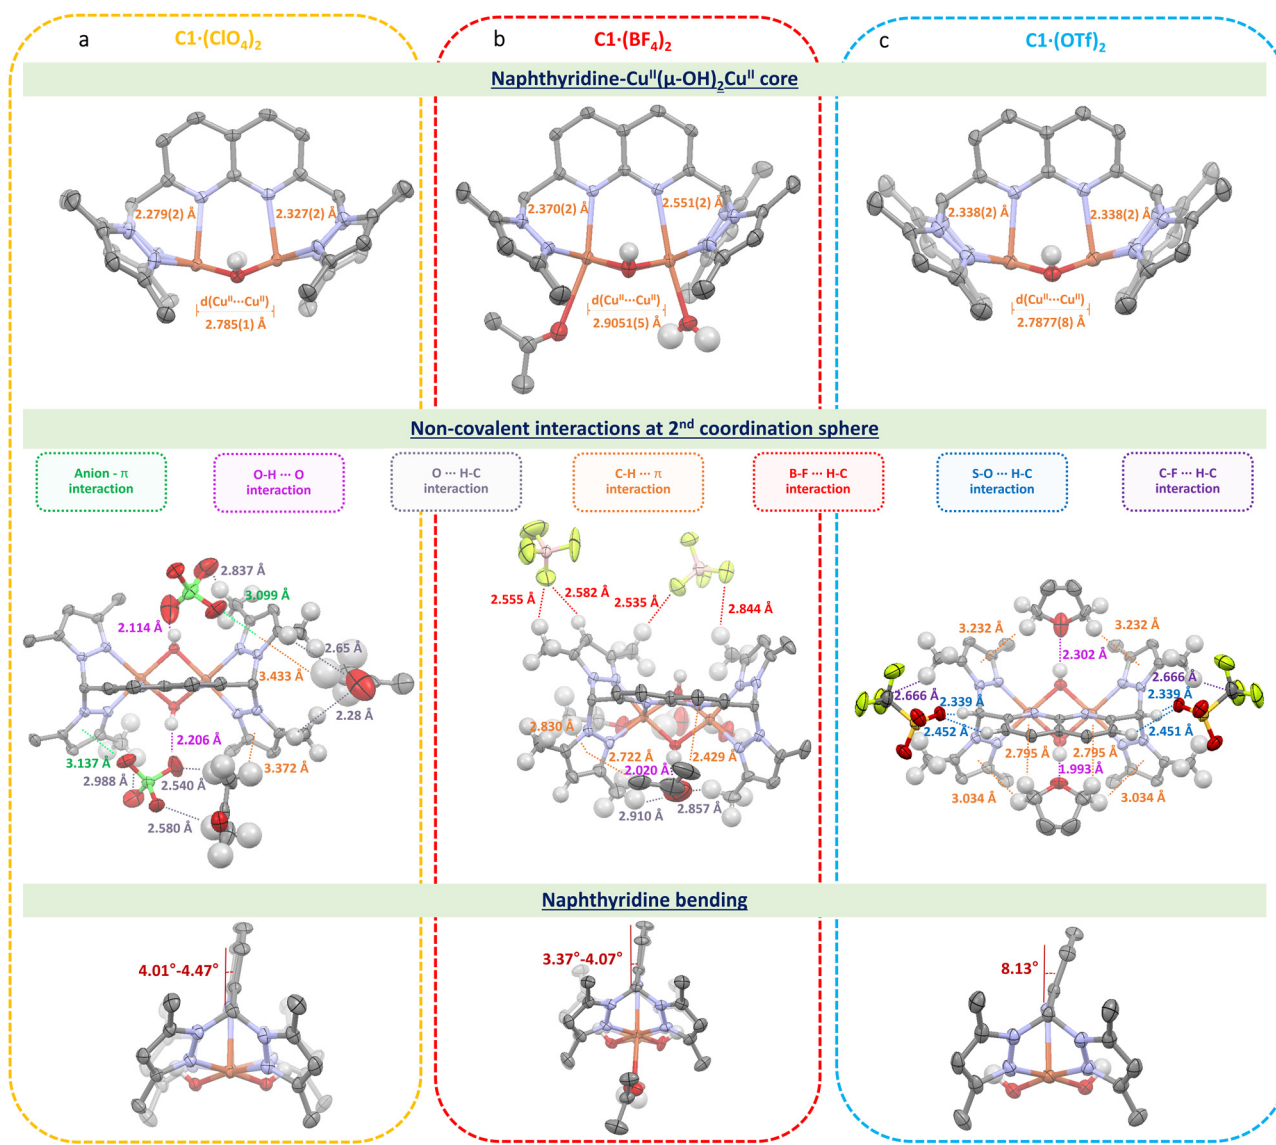 a
C1·(ClO₄)₂
b
C1·(BF₄)₂
c
C1·(OTf)₂
Naphthyridine-Cuᴵᴵ(μ-OH)₂Cuᴵᴵ core
2.279(2) Å
2.327(2) Å
d(Cuᴵᴵ···Cuᴵᴵ)
2.785(1) Å
2.370(2) Å
2.551(2) Å
d(Cuᴵᴵ···Cuᴵᴵ)
2.9051(5) Å
2.338(2) Å
2.338(2) Å
d(Cuᴵᴵ···Cuᴵᴵ)
2.7877(8) Å
Non-covalent interactions at 2ⁿᵈ coordination sphere
Anion - π
interaction
O-H ··· O
interaction
O ··· H-C
interaction
C-H ··· π
interaction
B-F ··· H-C
interaction
S-O ··· H-C
interaction
C-F ··· H-C
interaction
2.837 Å
3.099 Å
2.114 Å
2.65 Å
3.433 Å
2.28 Å
2.206 Å
3.137 Å
3.372 Å
2.988 Å
2.540 Å
2.580 Å
2.555 Å
2.582 Å
2.535 Å
2.844 Å
2.830 Å
2.722 Å
2.429 Å
2.020 Å
2.857 Å
2.910 Å
3.232 Å
3.232 Å
2.302 Å
2.666 Å
2.666 Å
2.339 Å
2.339 Å
2.452 Å
2.451 Å
2.795 Å
2.795 Å
1.993 Å
3.034 Å
3.034 Å
Naphthyridine bending
4.01°-4.47°
3.37°-4.07°
8.13°